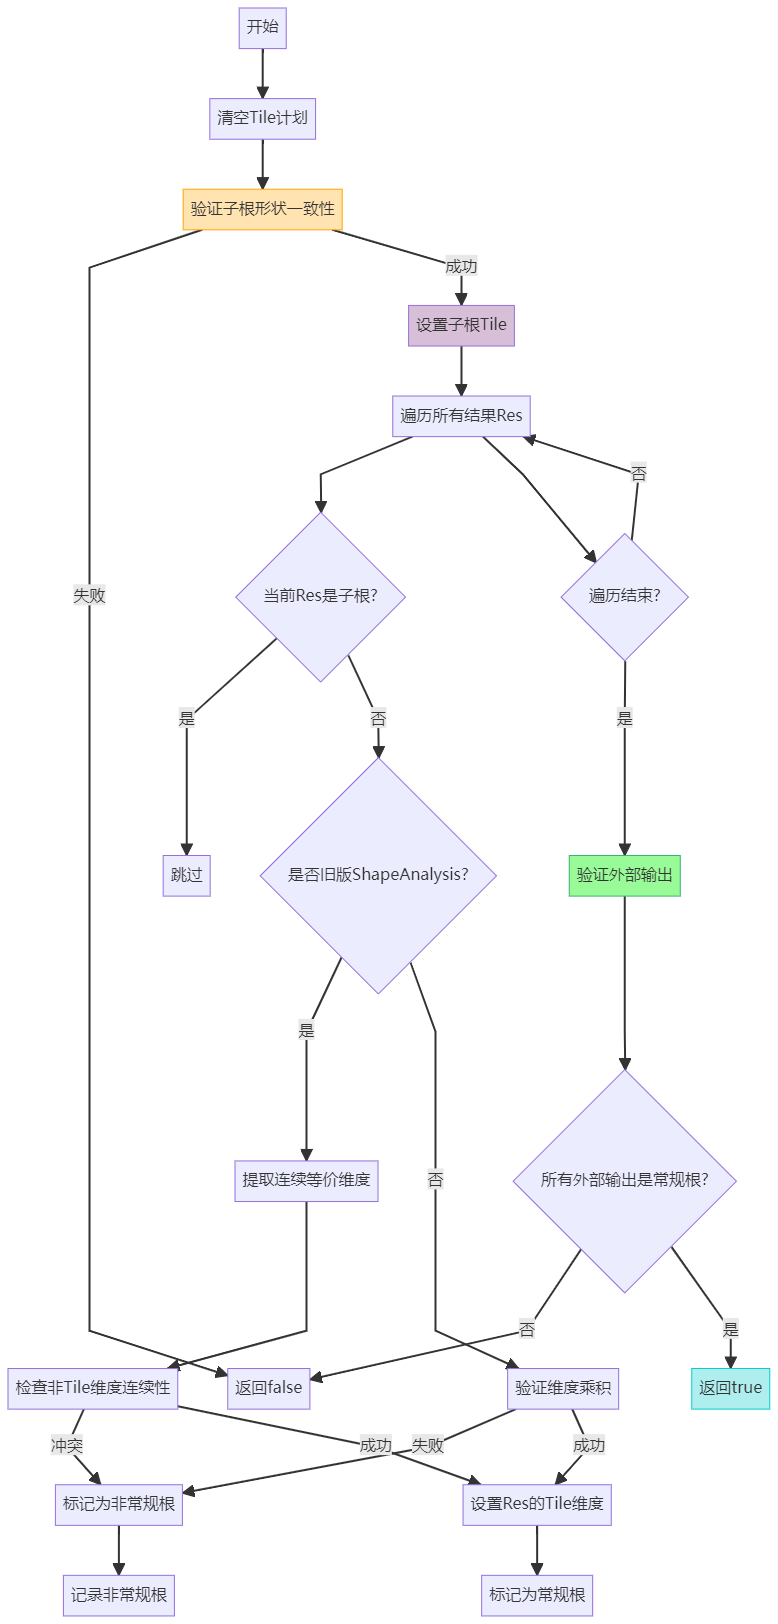 开始
清空Tile计划
验证子根形状一致性
成功
设置子根Tile
遍历所有结果Res
否
失败
当前Res是子根?
遍历结束?
是
否
是
是否旧版ShapeAnalysis?
跳过
验证外部输出
是
提取连续等价维度
否
所有外部输出是常规根?
否
是
检查非Tile维度连续性
返回false
验证维度乘积
返回true
冲突
成功
失败
成功
标记为非常规根
设置Res的Tile维度
记录非常规根
标记为常规根